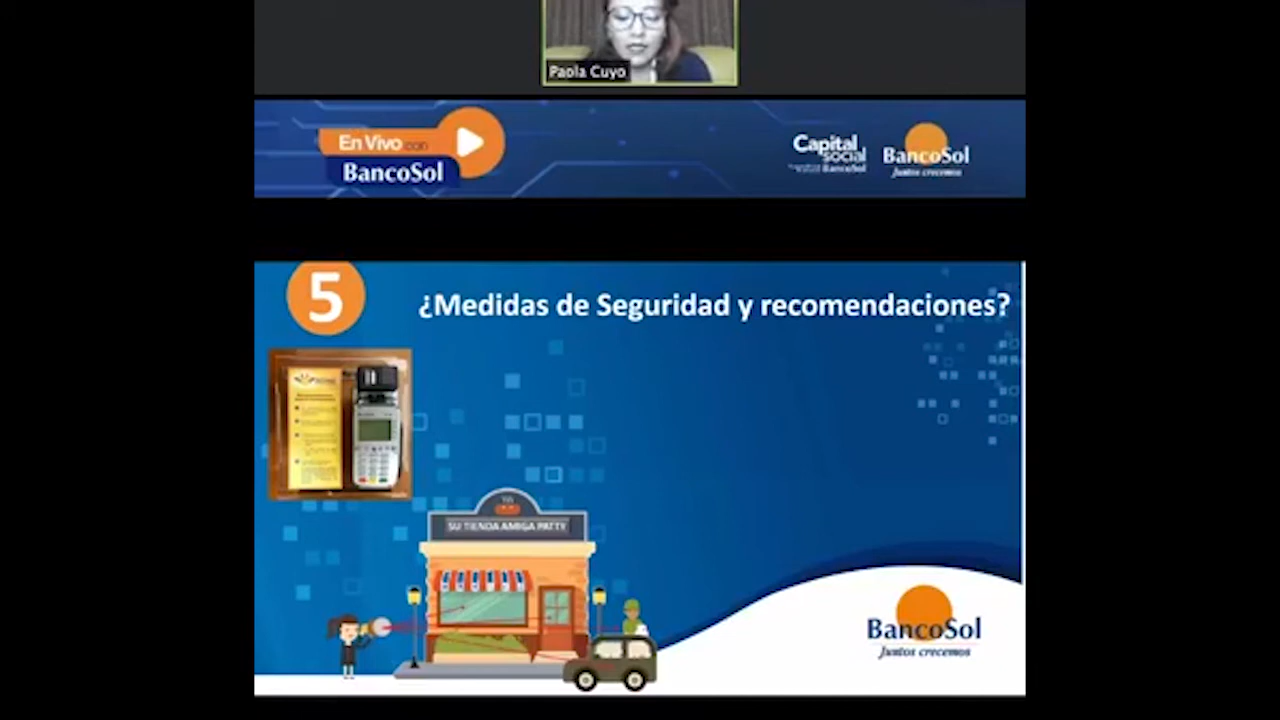 Paola Cuyo
En Vivo con
BancoSol
Capital
social
BancoSol
BancoSol
Juntos crecemos
5
¿Medidas de Seguridad y recomendaciones?
SU TIENDA AMIGA PATTY
BancoSol
Juntos crecemos